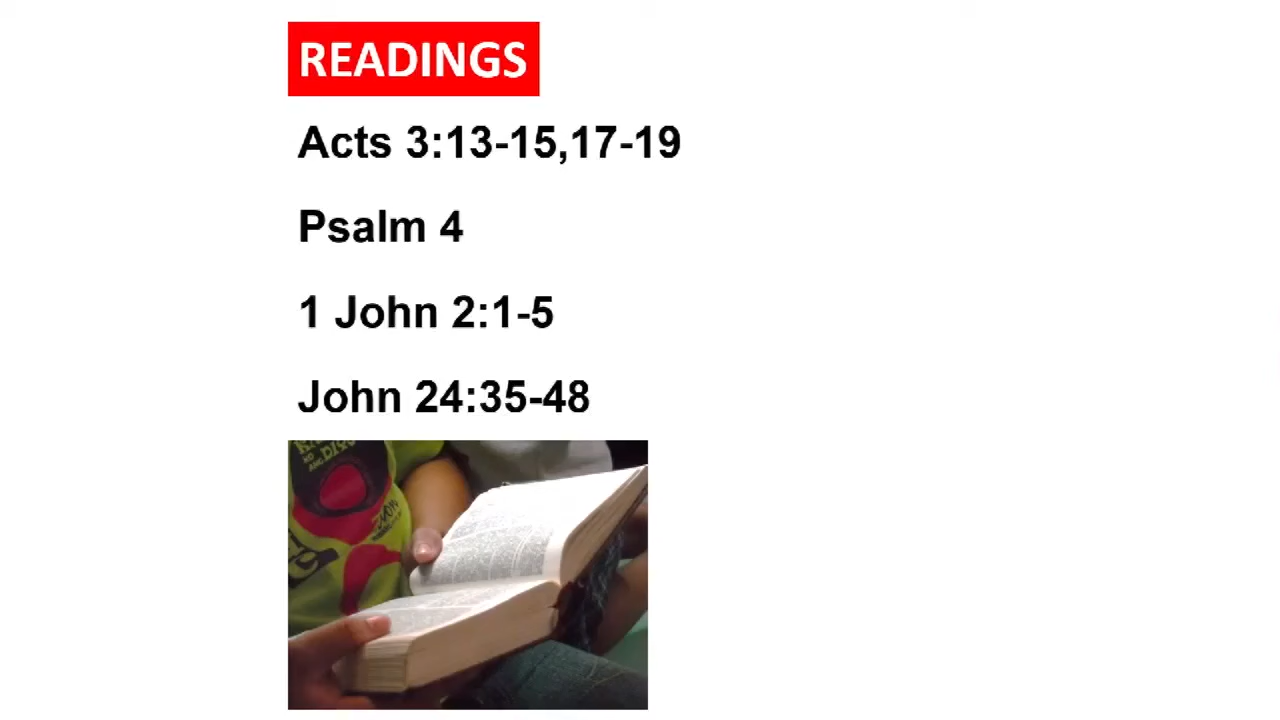 READINGS
Acts 3:13-15,17-19
Psalm 4
1 John 2:1-5
John 24:35-48